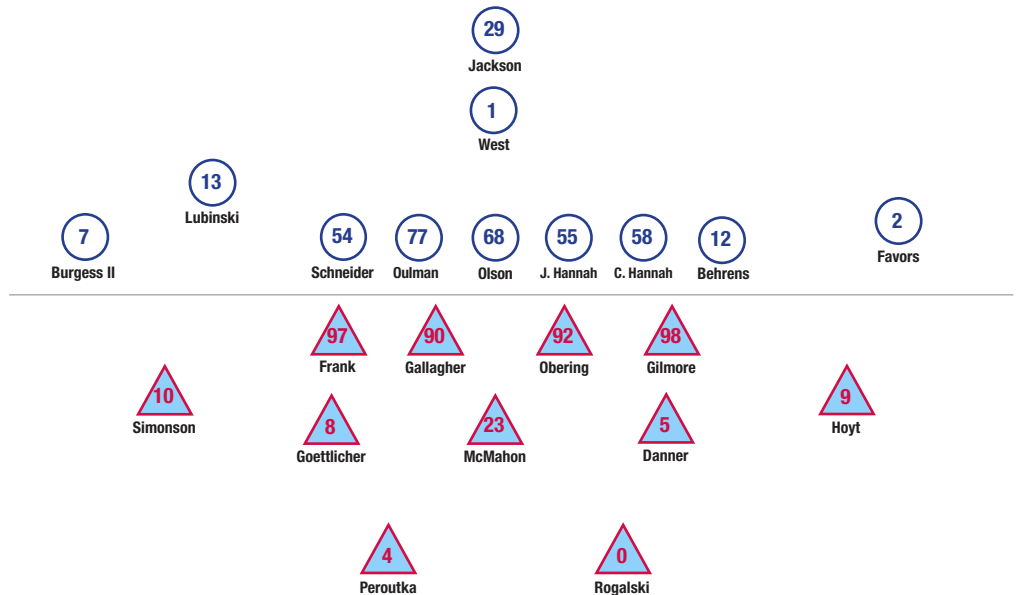 29
Jackson
1
West
13
Lubinski
7
Burgess II
54
Schneider
77
Oulman
68
Olson
55
J. Hannah
58
C. Hannah
12
Behrens
2
Favors
97
Frank
90
Gallagher
92
Obering
98
Gilmore
10
Simonson
8
Goettlicher
23
McMahon
5
Danner
9
Hoyt
4
Peroutka
0
Rogalski